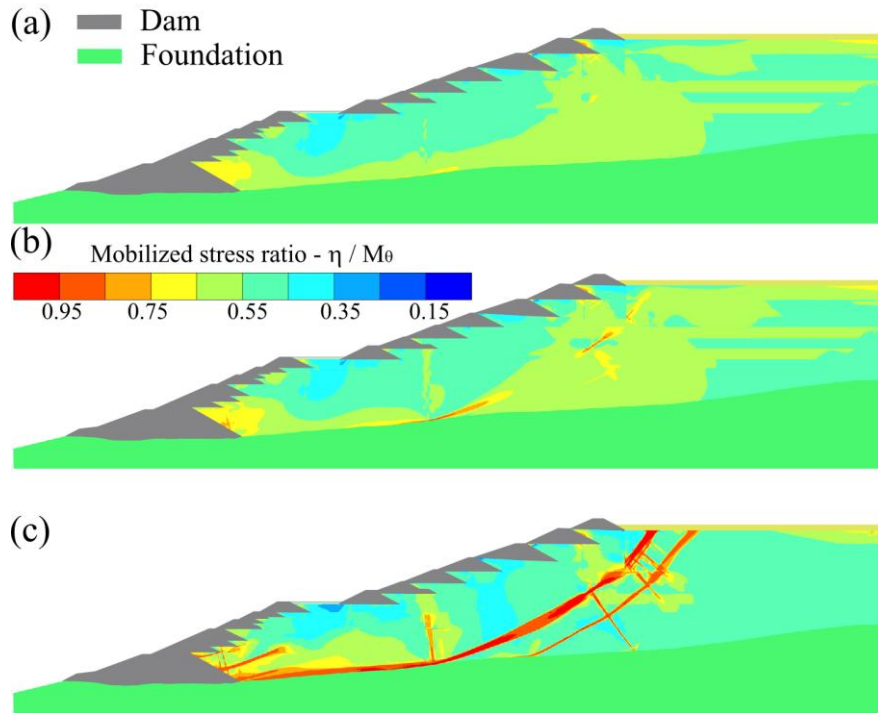 (a)
Dam
Foundation
(b)
Mobilized stress ratio - η / Mθ
0.95 0.75 0.55 0.35 0.15
(c)